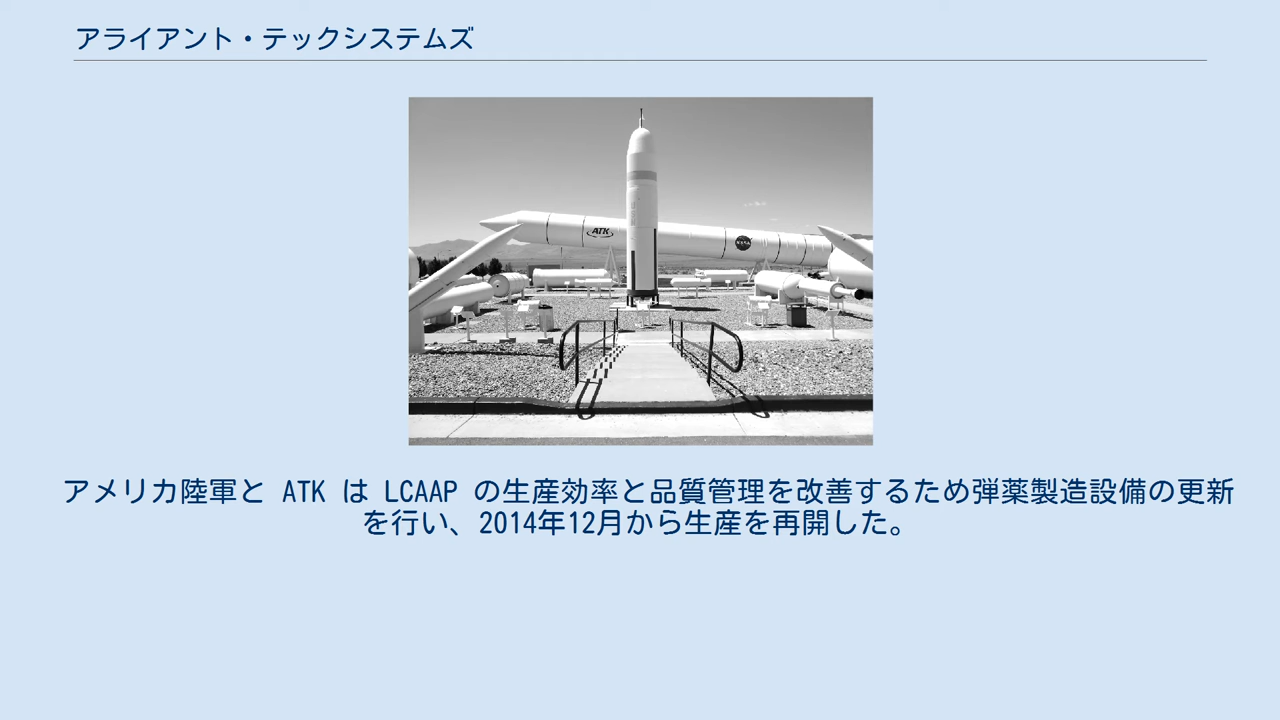 アライアント・テックシステムズ
ATK
NASA
アメリカ陸軍と ATK は LCAAP の生産効率と品質管理を改善するため弾薬製造設備の更新
を行い、2014年12月から生産を再開した。